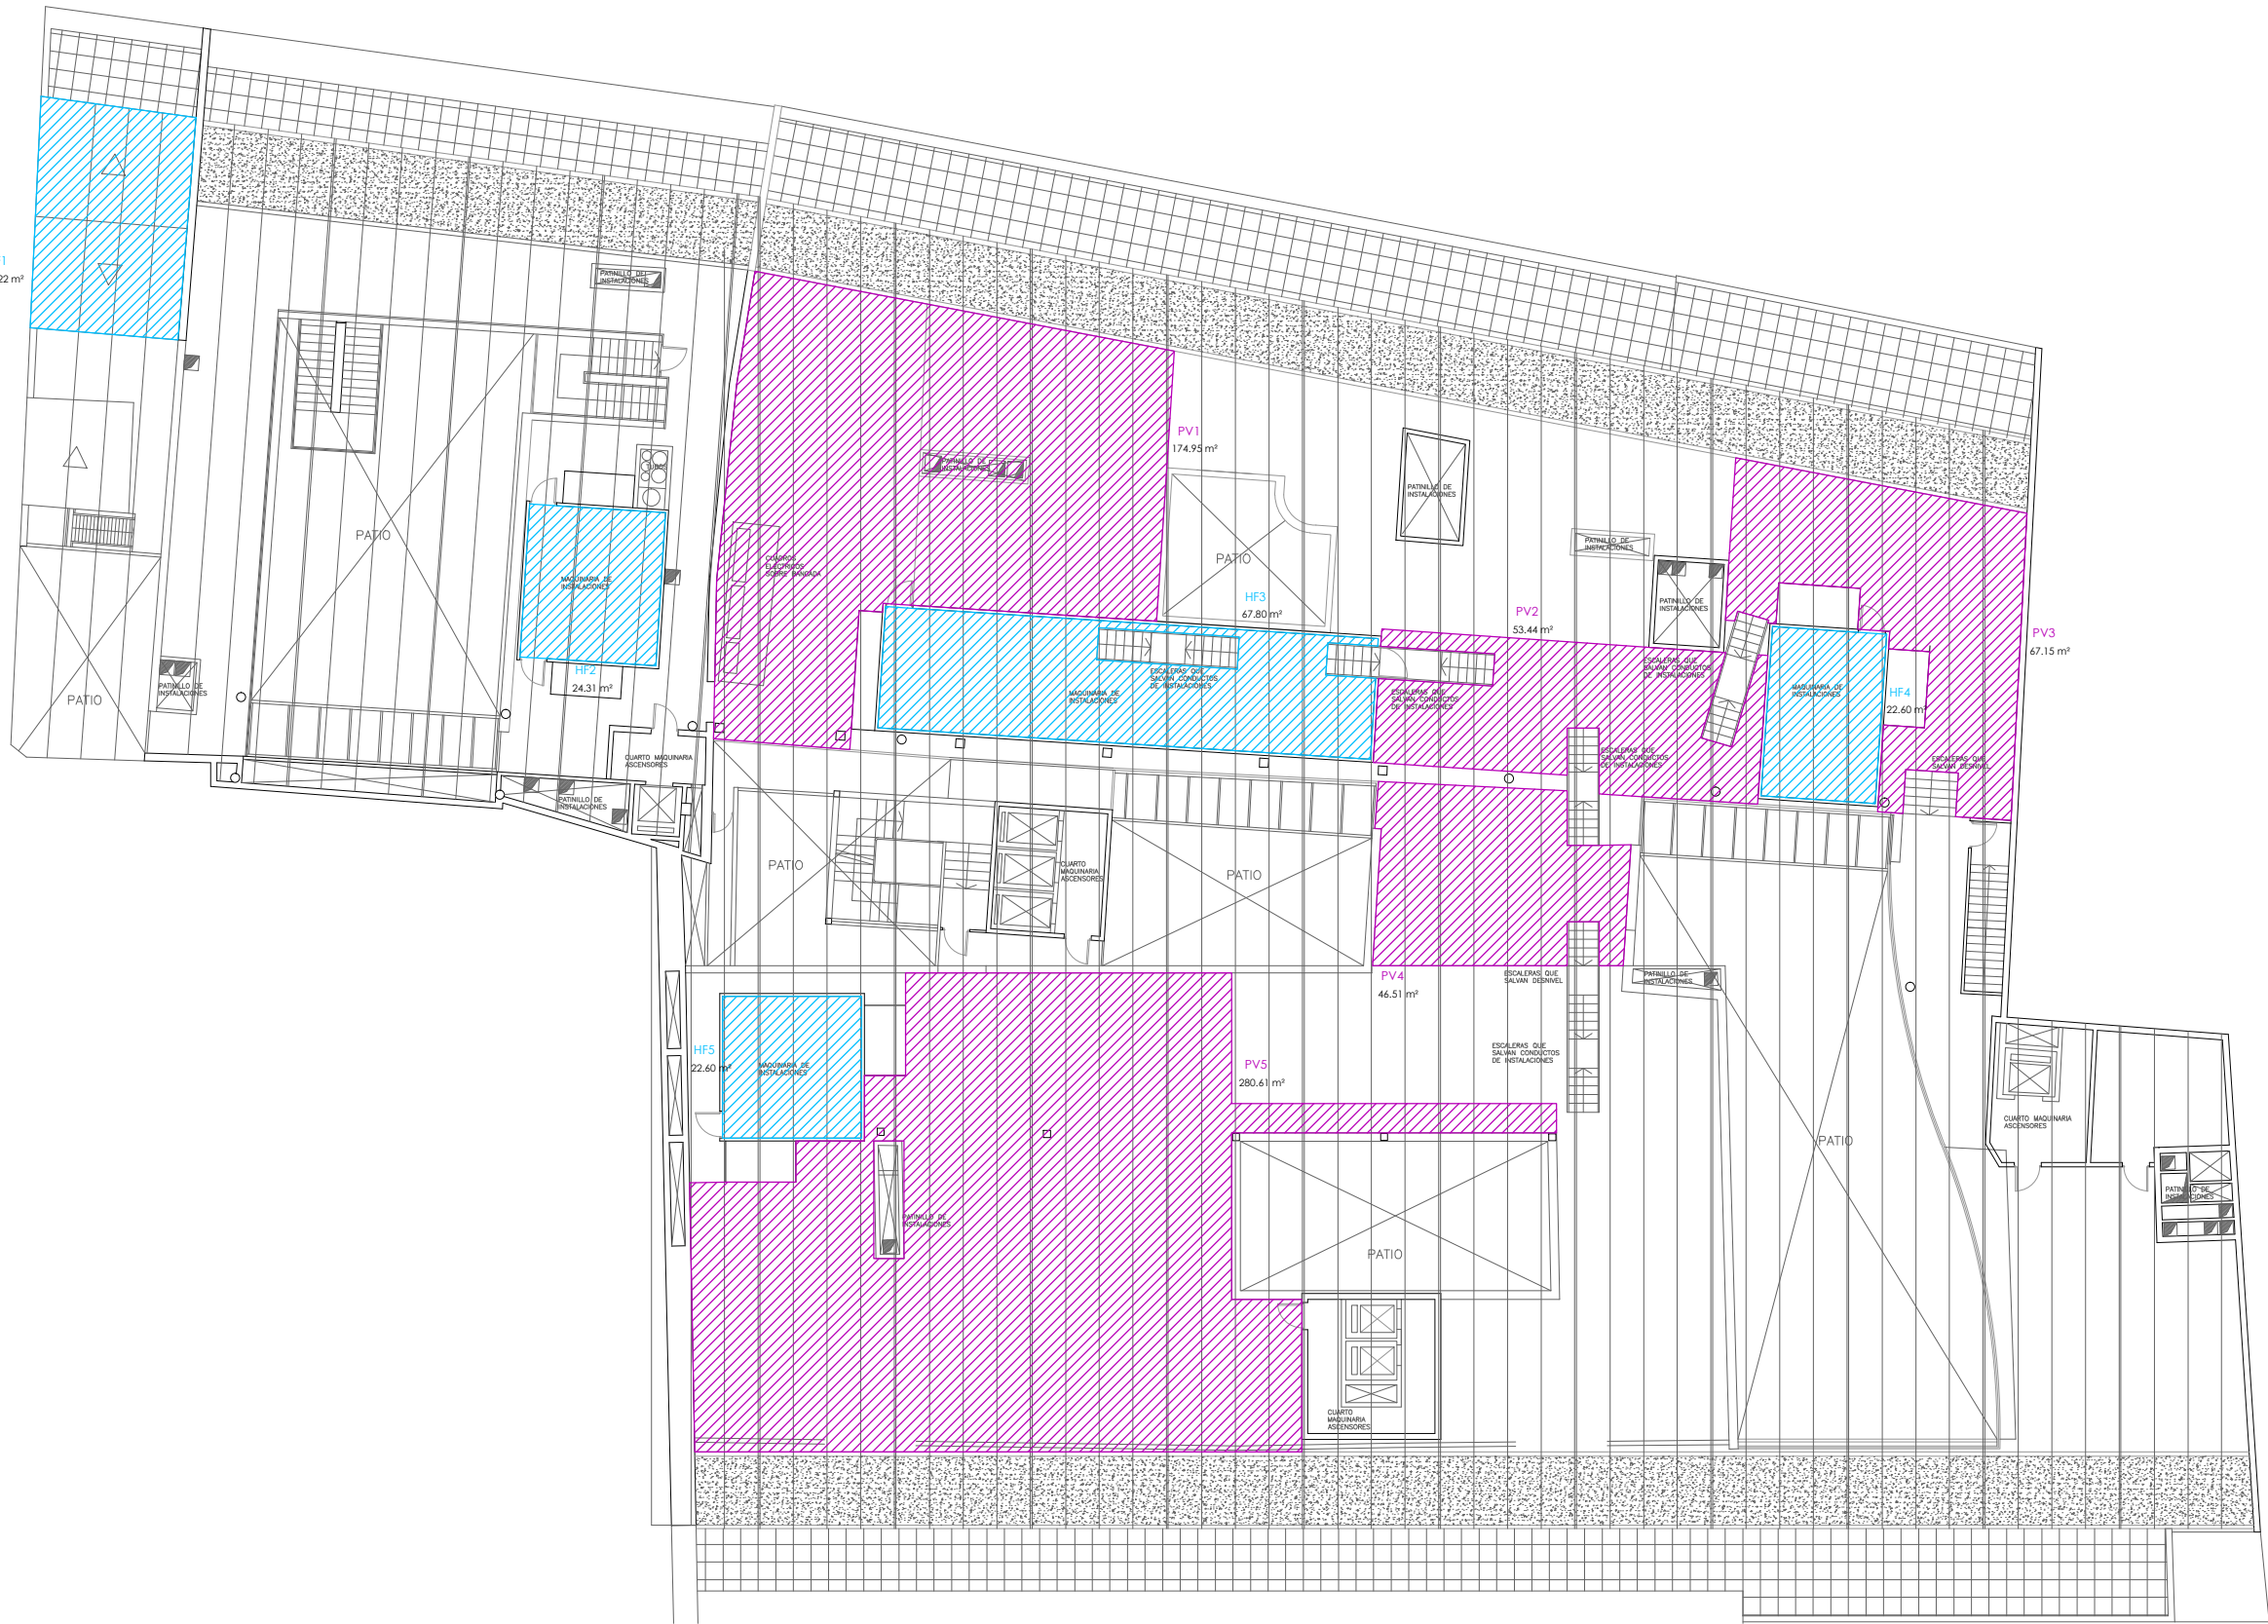 22 m²
PATINILLO DE
INSTALACIONES
PV1
174.95 m²
TUBOS
PATINILLO DE
INSTALACIONES
PATINILLO DE
INSTALACIONES
PATIO
CUADROS
ELECTRICOS
SOBRE BANCADA
PATIO
PATINILLO DE
INSTALACIONES
MAQUINARIA DE
INSTALACIONES
HF3
67.80 m²
PATINILLO DE
INSTALACIONES
PV2
53.44 m²
PV3
67.15 m²
HF2
24.31 m²
PATINILLO DE
INSTALACIONES
PATIO
MAQUINARIA DE
INSTALACIONES
ESCALERAS QUE
SALVAN CONDUCTOS
DE INSTALACIONES
ESCALERAS QUE
SALVAN CONDUCTOS
DE INSTALACIONES
ESCALERAS QUE
SALVAN CONDUCTOS
DE INSTALACIONES
MAQUINARIA DE
INSTALACIONES
HF4
22.60 m²
CUARTO MAQUINARIA
ASCENSORES
ESCALERAS QUE
SALVAN CONDUCTOS
DE INSTALACIONES
ESCALERAS QUE
SALVAN DESNIVEL
PATINILLO DE
INSTALACIONES
PATIO
CUARTO
MAQUINARIA
ASCENSORES
PATIO
PV4
46.51 m²
ESCALERAS QUE
SALVAN DESNIVEL
PATINILLO DE
INSTALACIONES
HF5
22.60 m²
MAQUINARIA DE
INSTALACIONES
PV5
280.61 m²
ESCALERAS QUE
SALVAN CONDUCTOS
DE INSTALACIONES
CUARTO MAQUINARIA
ASCENSORES
PATIO
PATINILLO DE
INSTALACIONES
PATINILLO DE
INSTALACIONES
PATIO
CUARTO
MAQUINARIA
ASCENSORES